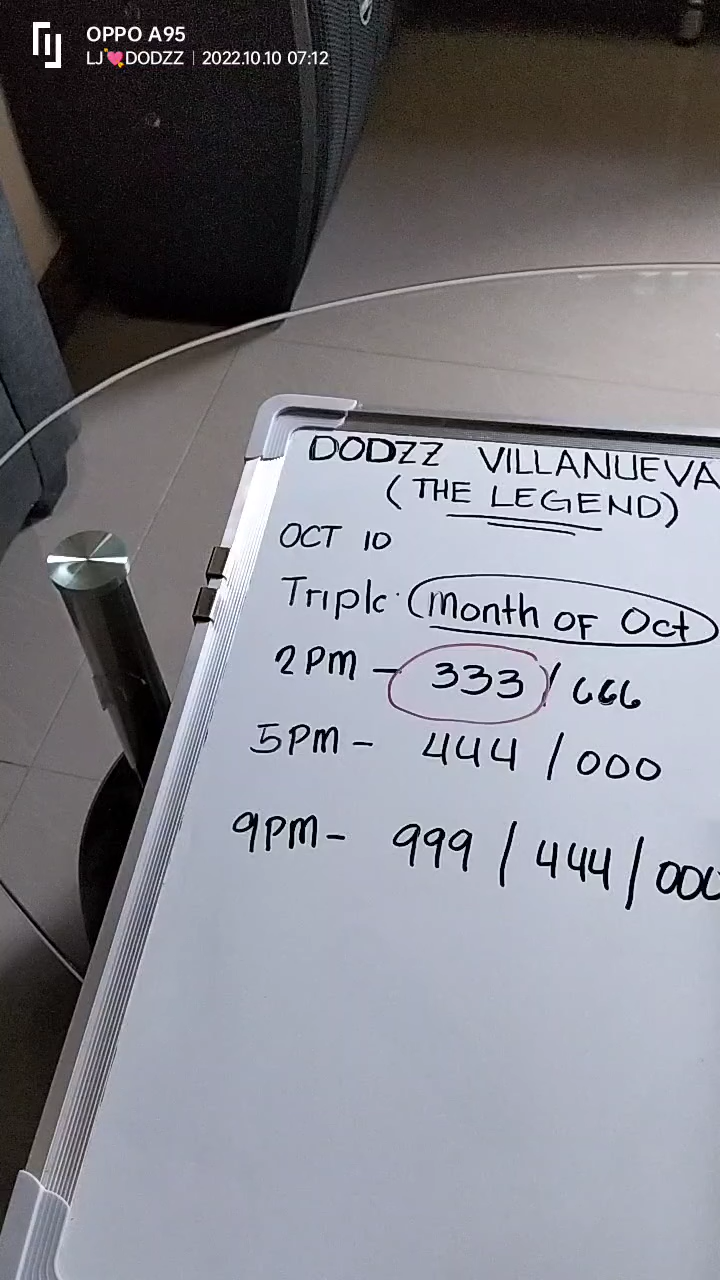 OPPO A95
LJ💘DODZZ | 2022.10.10 07:12
DODZZ VILLANUEVA
(THE LEGEND)
OCT 10
Triple (Month OF Oct)
2PM - 333 / 666
5PM - 444 / 000
9PM - 999 / 444 / 000